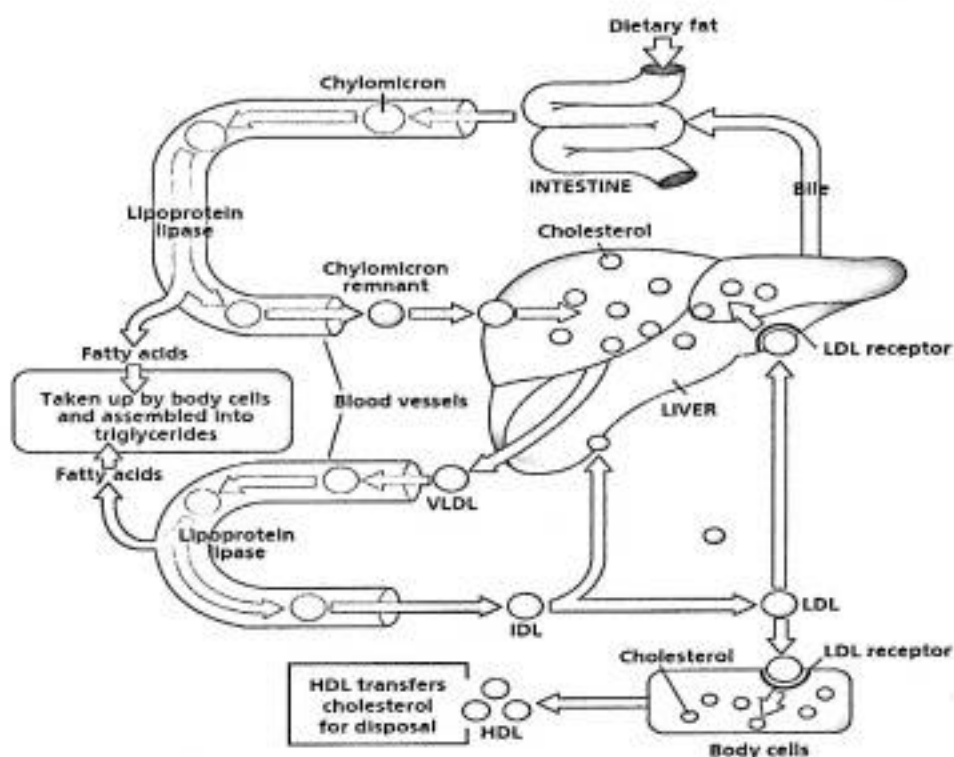 Dietary fat
Chylomicron
INTESTINE
Bile
Lipoprotein
lipase
Cholesterol
Chylomicron
remnant
Fatty acids
LDL receptor
Taken up by body cells
and assembled into
triglycerides
Blood vessels
LIVER
Fatty acids
VLDL
Lipoprotein
lipase
IDL
LDL
Cholesterol
LDL receptor
HDL transfers
cholesterol
for disposal
HDL
Body cells